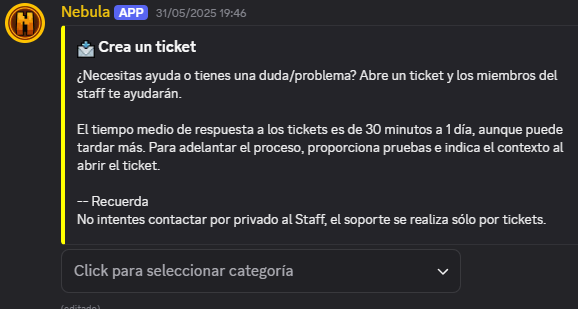 Nebula APP 31/05/2025 19:46
Crea un ticket
¿Necesitas ayuda o tienes una duda/problema? Abre un ticket y los miembros del
staff te ayudarán.
El tiempo medio de respuesta a los tickets es de 30 minutos a 1 día, aunque puede
tardar más. Para adelantar el proceso, proporciona pruebas e indica el contexto al
abrir el ticket.
-- Recuerda
No intentes contactar por privado al Staff, el soporte se realiza sólo por tickets.
Click para seleccionar categoría
(editado)